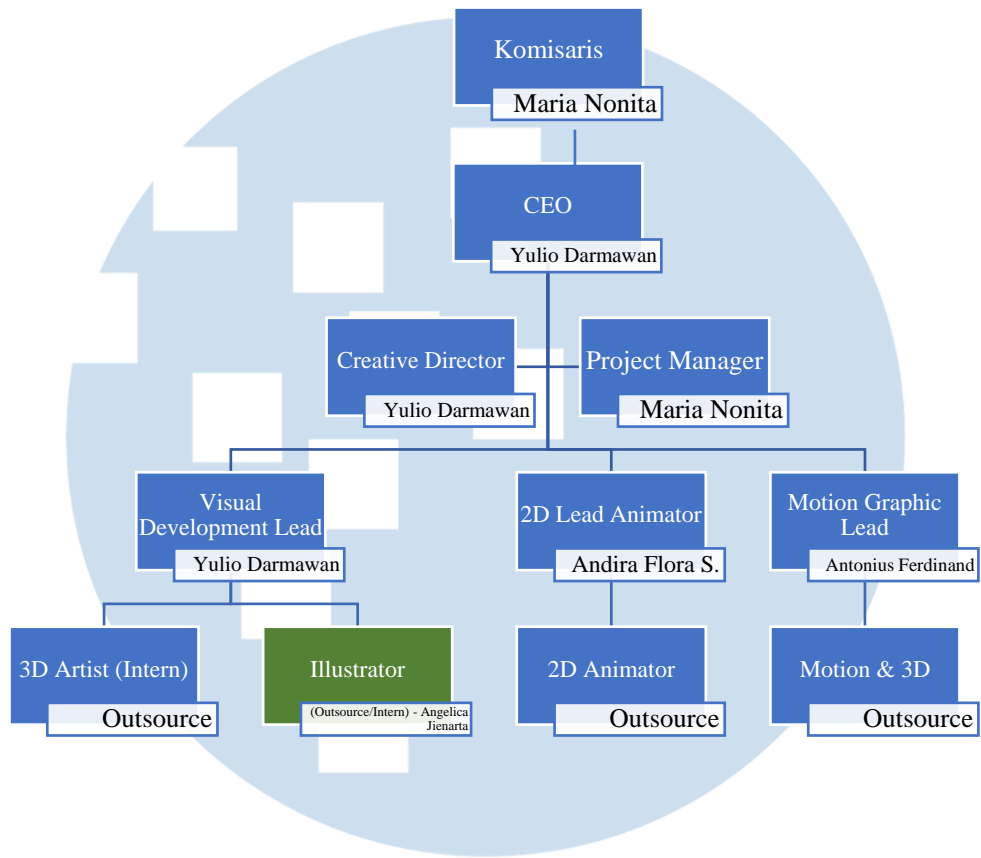 Komisaris
Maria Nonita
CEO
Yulio Darmawan
Creative Director
Yulio Darmawan
Project Manager
Maria Nonita
Visual
Development Lead
Yulio Darmawan
2D Lead Animator
Andira Flora S.
Motion Graphic
Lead
Antonius Ferdinand
3D Artist (Intern)
Outsource
Illustrator
(Outsource/Intern) - Angelica
Jienarta
2D Animator
Outsource
Motion & 3D
Outsource